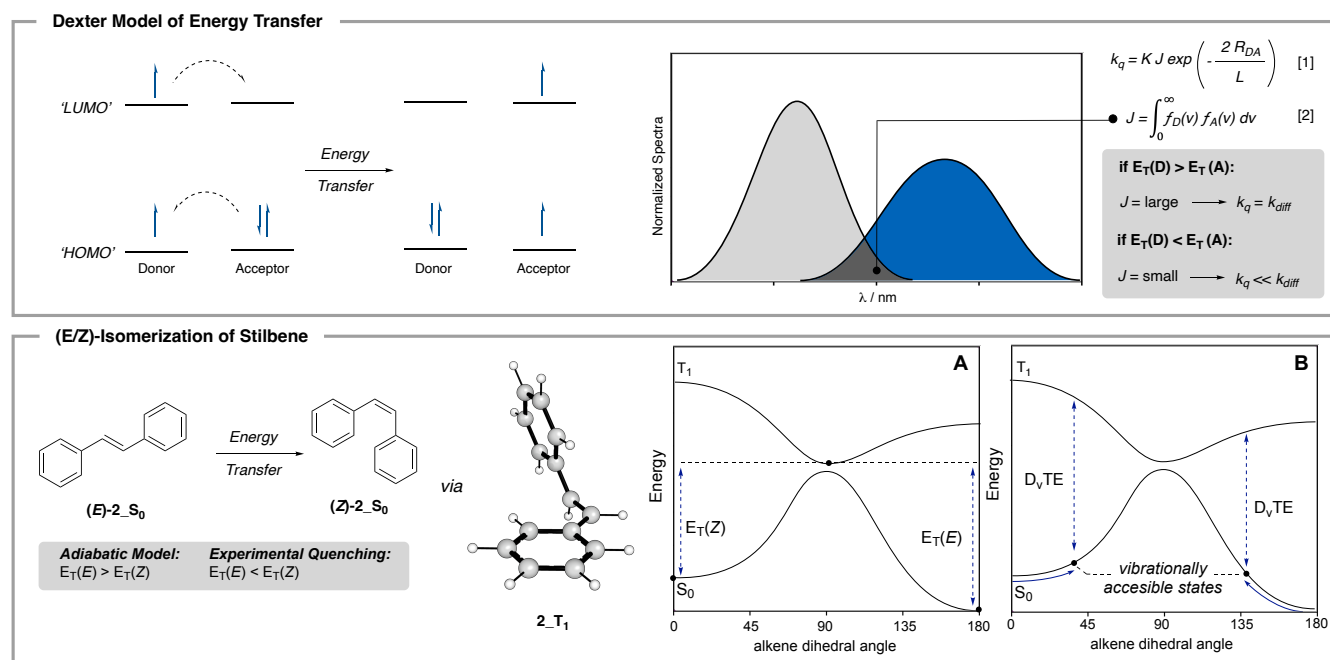 Dexter Model of Energy Transfer
'LUMO'
'HOMO'
Donor
Acceptor
Energy
Transfer
Donor
Acceptor
Normalized Spectra
λ / nm
k_q = K J exp ( - 2 R_DA / L ) [1]
J = ∫_0^∞ f_D(v) f_A(v) dv [2]
if E_T(D) > E_T (A):
J = large → k_q = k_diff
if E_T(D) < E_T (A):
J = small → k_q << k_diff
(E/Z)-Isomerization of Stilbene
Energy
Transfer
(E)-2_S₀
(Z)-2_S₀
via
2_T₁
Adiabatic Model:
E_T(E) > E_T(Z)
Experimental Quenching:
E_T(E) < E_T(Z)
A
T₁
Energy
E_T(Z)
E_T(E)
S₀
0 45 90 135 180
alkene dihedral angle
B
T₁
Energy
DᵥTE
DᵥTE
vibrationally
accesible states
S₀
0 45 90 135 180
alkene dihedral angle